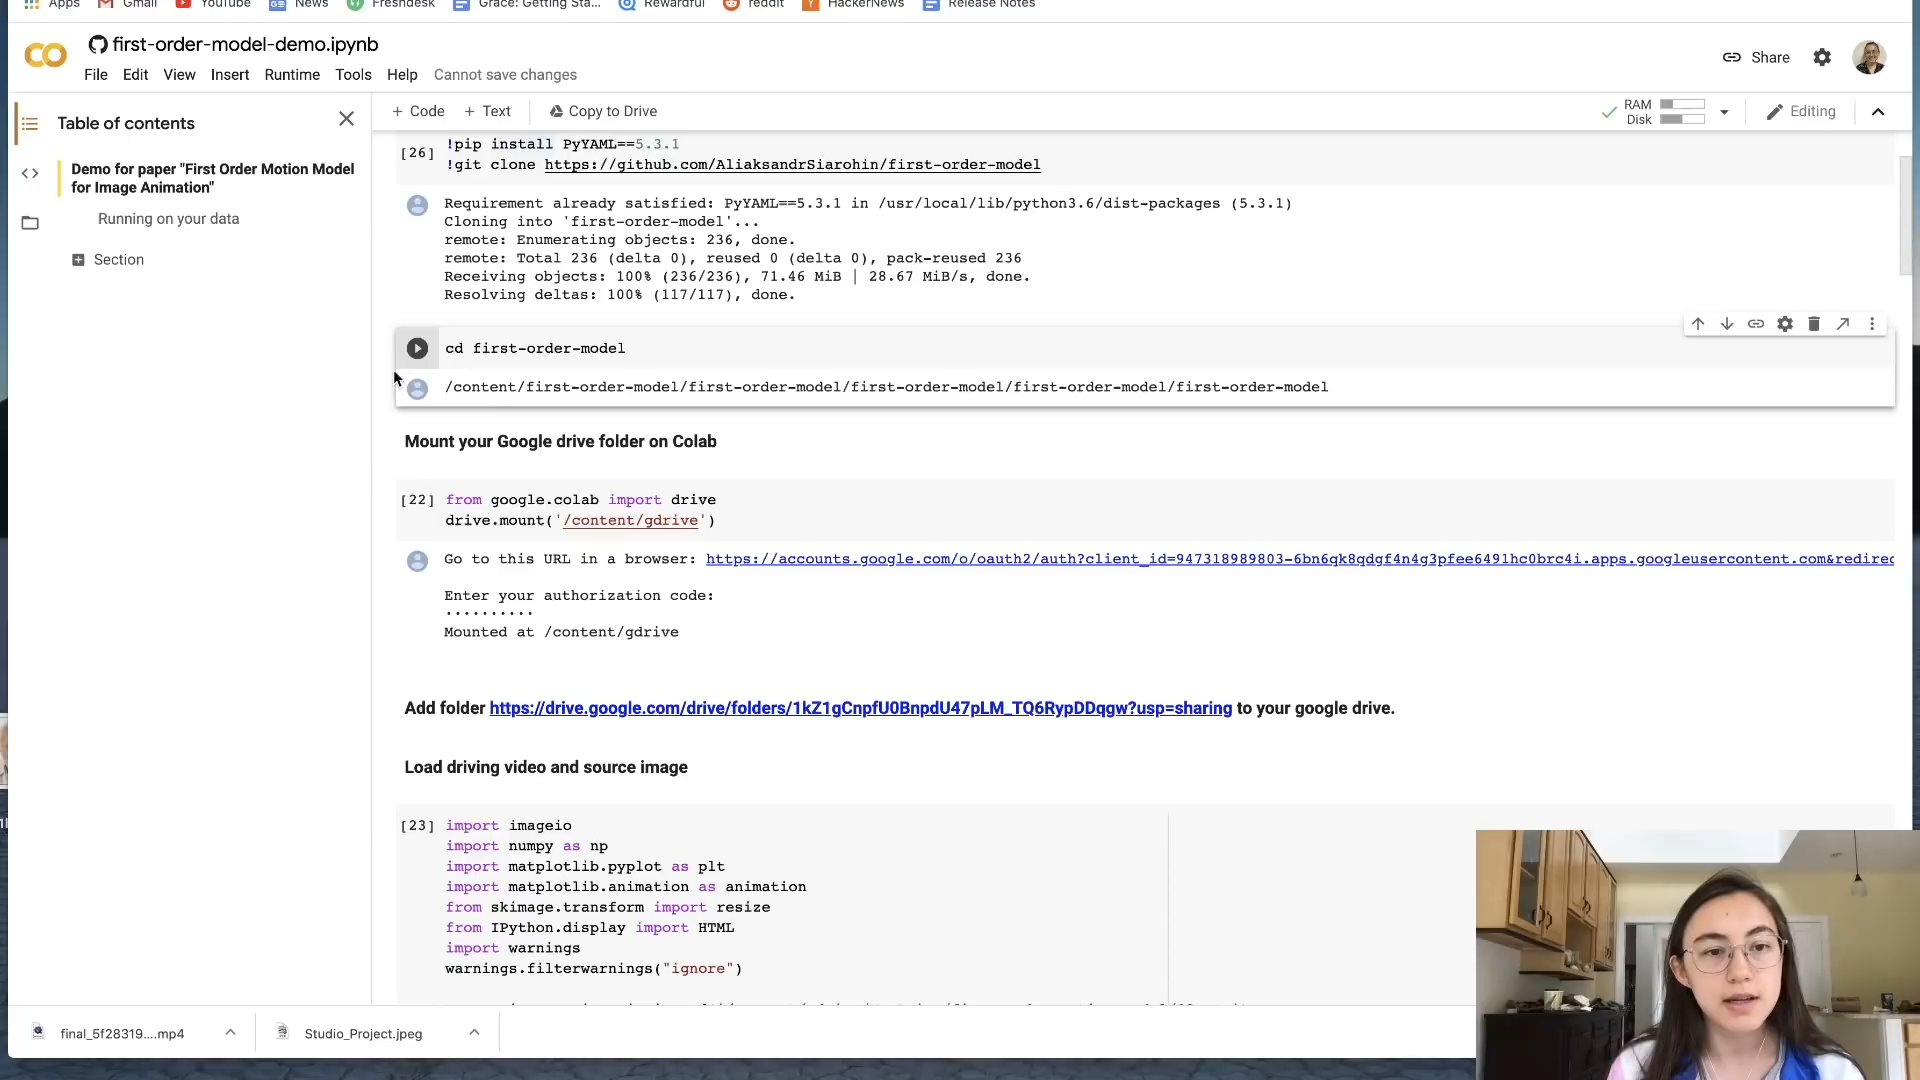 Apps Gmail YouTube News Freshdesk Grace: Getting Sta... Rewardful reddit HackerNews Release Notes
first-order-model-demo.ipynb
File Edit View Insert Runtime Tools Help Cannot save changes
Share
Table of contents
+ Code + Text Copy to Drive
RAM
Disk
Editing
Demo for paper "First Order Motion Model
for Image Animation"
Running on your data
Section
[26] !pip install PyYAML==5.3.1
!git clone https://github.com/AliaksandrSiarohin/first-order-model
Requirement already satisfied: PyYAML==5.3.1 in /usr/local/lib/python3.6/dist-packages (5.3.1)
Cloning into 'first-order-model'...
remote: Enumerating objects: 236, done.
remote: Total 236 (delta 0), reused 0 (delta 0), pack-reused 236
Receiving objects: 100% (236/236), 71.46 MiB | 28.67 MiB/s, done.
Resolving deltas: 100% (117/117), done.
cd first-order-model
/content/first-order-model/first-order-model/first-order-model/first-order-model/first-order-model
Mount your Google drive folder on Colab
[22] from google.colab import drive
drive.mount('/content/gdrive')
Go to this URL in a browser: https://accounts.google.com/o/oauth2/auth?client_id=947318989803-6bn6qk8qdgf4n4g3pfee6491hc0brc4i.apps.googleusercontent.com&redirec
Enter your authorization code:
··········
Mounted at /content/gdrive
Add folder https://drive.google.com/drive/folders/1kZ1gCnpfU0BnpdU47pLM_TQ6RypDDqgw?usp=sharing to your google drive.
Load driving video and source image
[23] import imageio
import numpy as np
import matplotlib.pyplot as plt
import matplotlib.animation as animation
from skimage.transform import resize
from IPython.display import HTML
import warnings
warnings.filterwarnings("ignore")
final_5f28319....mp4
Studio_Project.jpeg